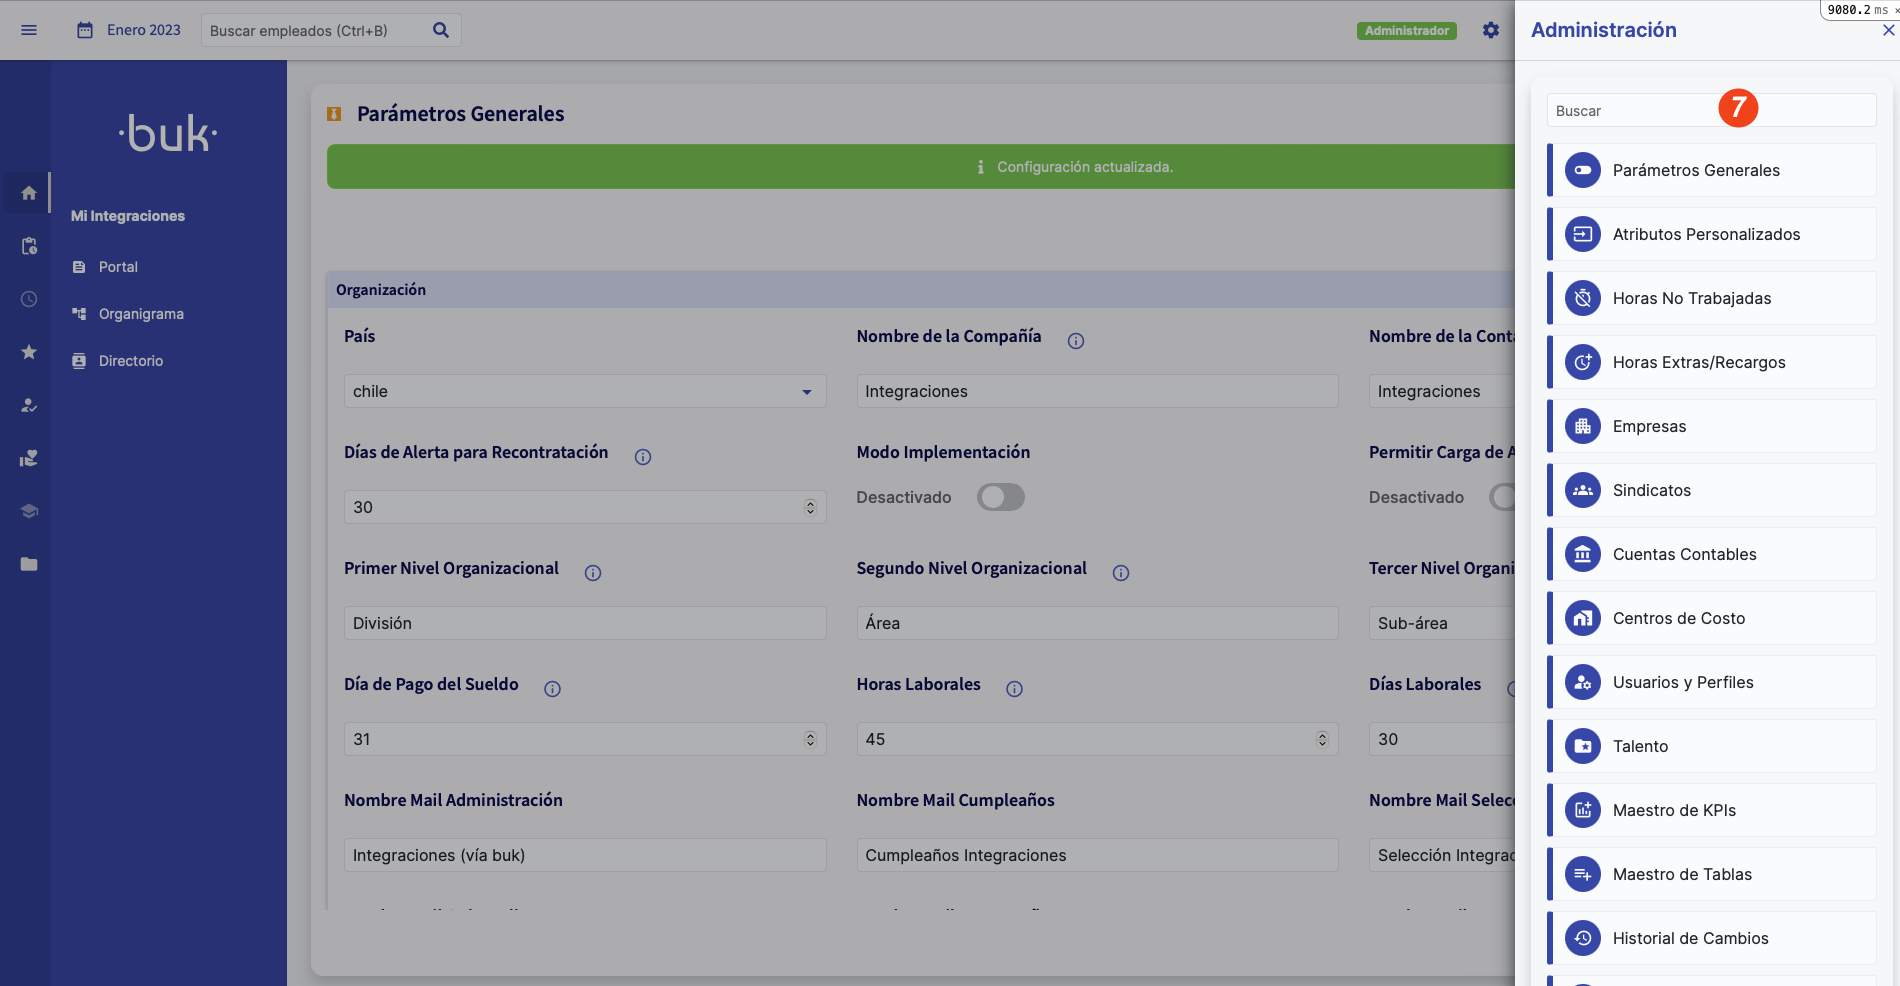 9080.2 ms ×
Enero 2023
Buscar empleados (Ctrl+B)
Administrador
Administración
·buk·
Mi Integraciones
Portal
Organigrama
Directorio
Parámetros Generales
Configuración actualizada.
Organización
País
Nombre de la Compañía
Nombre de la Conta
chile
Integraciones
Integraciones
Días de Alerta para Recontratación
Modo Implementación
Permitir Carga de A
30
Desactivado
Desactivado
Primer Nivel Organizacional
Segundo Nivel Organizacional
Tercer Nivel Organi
División
Área
Sub-área
Día de Pago del Sueldo
Horas Laborales
Días Laborales
31
45
30
Nombre Mail Administración
Nombre Mail Cumpleaños
Nombre Mail Selecc
Integraciones (vía buk)
Cumpleaños Integraciones
Selección Integrac
Buscar
7
Parámetros Generales
Atributos Personalizados
Horas No Trabajadas
Horas Extras/Recargos
Empresas
Sindicatos
Cuentas Contables
Centros de Costo
Usuarios y Perfiles
Talento
Maestro de KPIs
Maestro de Tablas
Historial de Cambios